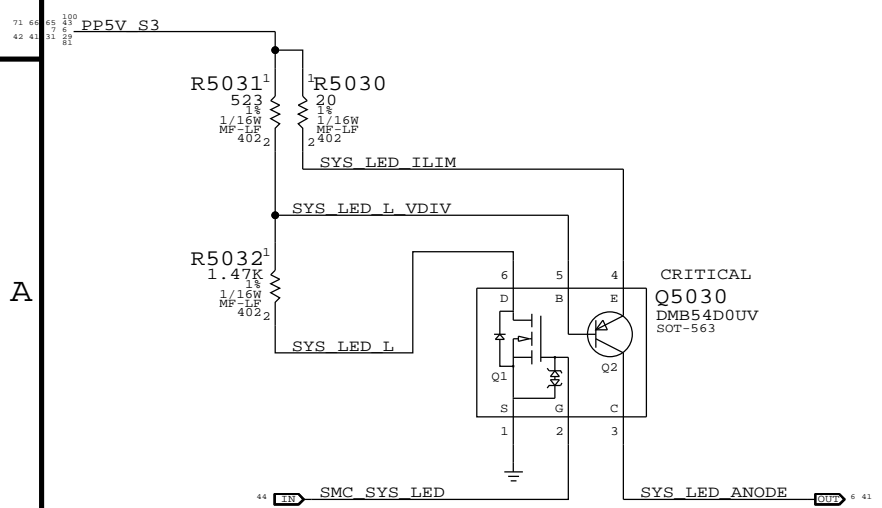 100
71 66 65 43
7 6
42 41 31 29
81
PP5V_S3
R5031 1
523
1%
1/16W
MF-LF
402 2
1 R5030
20
1%
1/16W
MF-LF
2 402
SYS_LED_ILIM
SYS_LED_L_VDIV
R5032 1
1.47K
1%
1/16W
MF-LF
402 2
SYS_LED_L
A
6 5 4
D B E
CRITICAL
Q5030
DMB54D0UV
SOT-563
Q1 Q2
S G C
1 2 3
44 IN SMC_SYS_LED
SYS_LED_ANODE OUT 6 41